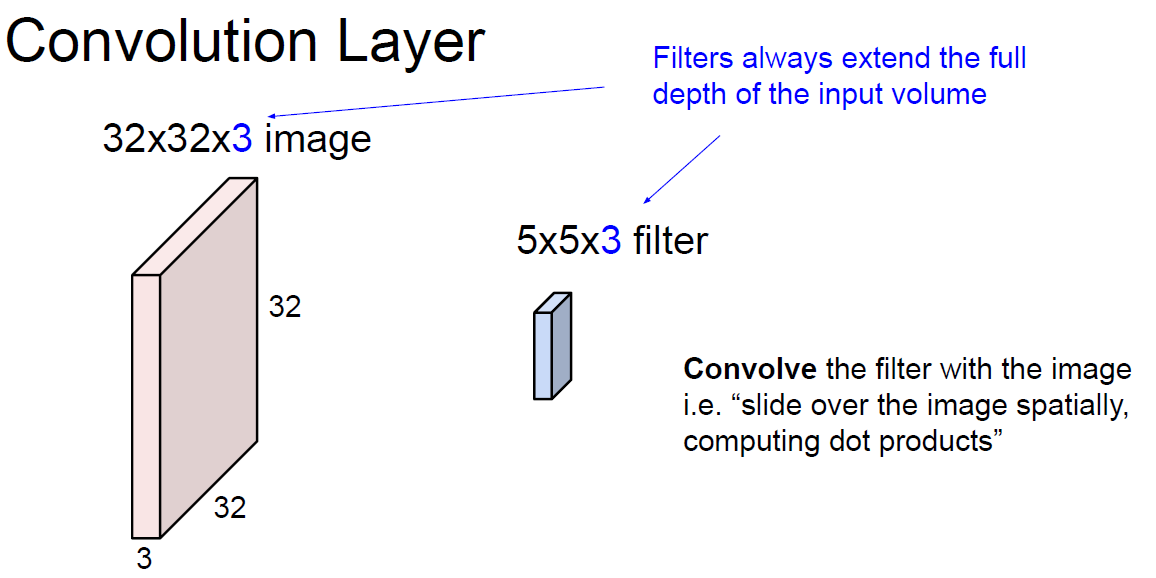 Convolution Layer
Filters always extend the full
depth of the input volume
32x32x3 image
5x5x3 filter
32
32
3
Convolve the filter with the image
i.e. “slide over the image spatially,
computing dot products”